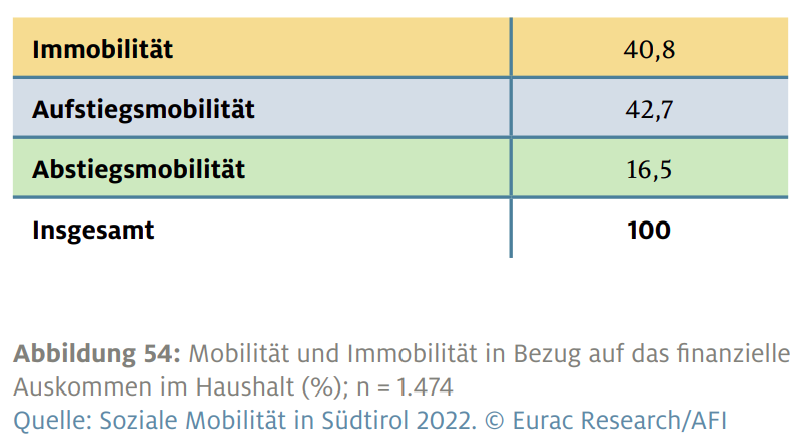 Immobilität 40,8
Aufstiegsmobilität 42,7
Abstiegsmobilität 16,5
Insgesamt 100
Abbildung 54: Mobilität und Immobilität in Bezug auf das finanzielle
Auskommen im Haushalt (%); n = 1.474
Quelle: Soziale Mobilität in Südtirol 2022. © Eurac Research/AFI